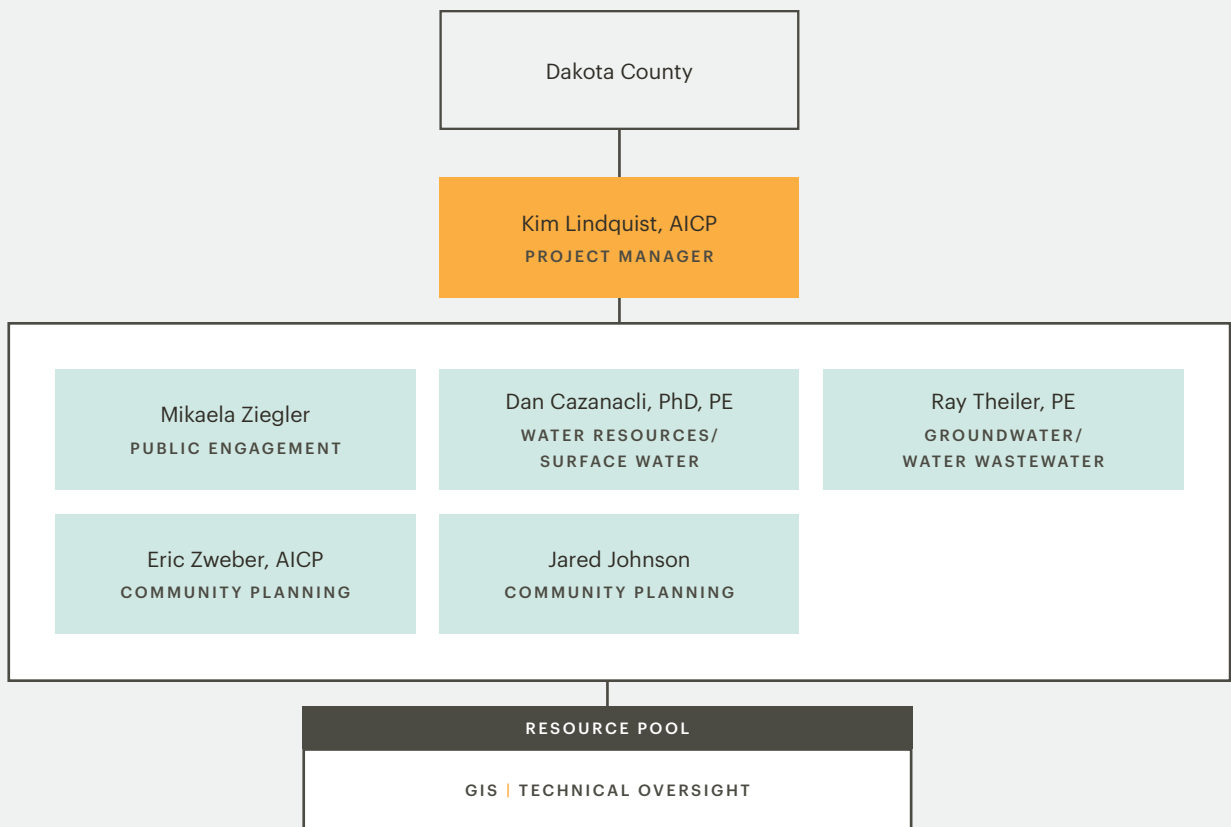 Dakota County
Kim Lindquist, AICP
PROJECT MANAGER
Mikaela Ziegler
PUBLIC ENGAGEMENT
Dan Cazanacli, PhD, PE
WATER RESOURCES/
SURFACE WATER
Ray Theiler, PE
GROUNDWATER/
WATER WASTEWATER
Eric Zweber, AICP
COMMUNITY PLANNING
Jared Johnson
COMMUNITY PLANNING
RESOURCE POOL
GIS | TECHNICAL OVERSIGHT